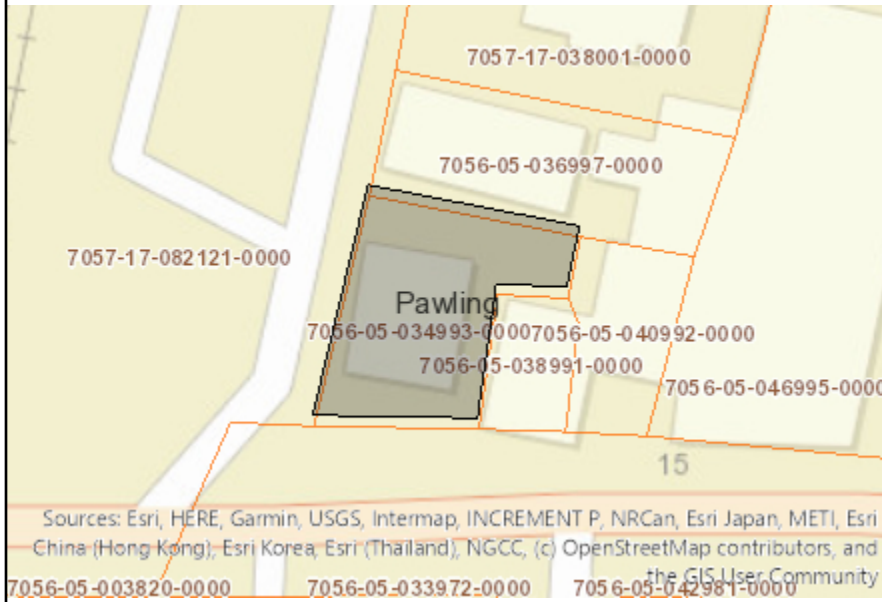 7057-17-038001-0000
7056-05-036997-0000
7057-17-082121-0000
Pawling
7056-05-034993-0000
7056-05-040992-0000
7056-05-038991-0000
7056-05-046995-0000
15
Sources: Esri, HERE, Garmin, USGS, Intermap, INCREMENT P, NRCan, Esri Japan, METI, Esri
China (Hong Kong), Esri Korea, Esri (Thailand), NGCC, (c) OpenStreetMap contributors, and
the GIS User Community
7056-05-003820-0000
7056-05-033972-0000
7056-05-042981-0000